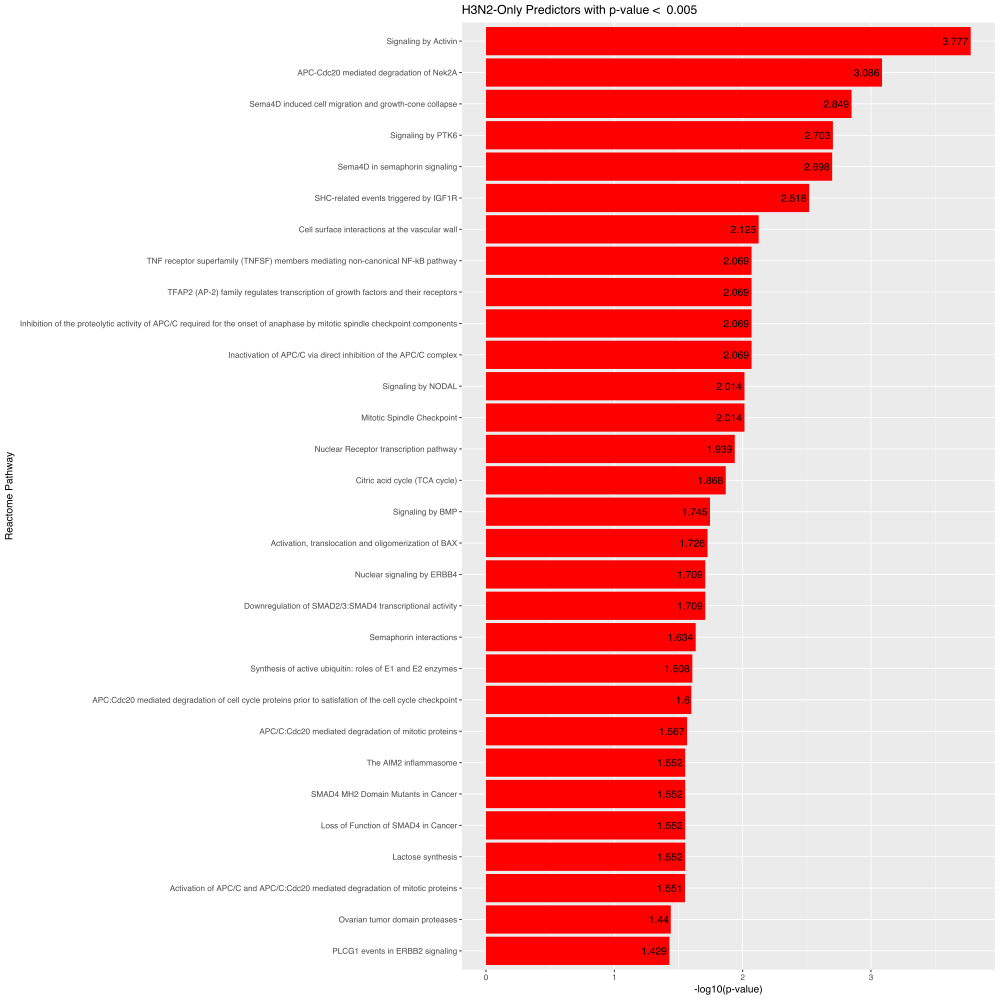 H3N2-Only Predictors with p-value < 0.005
Signaling by Activin
3.777
APC-Cdc20 mediated degradation of Nek2A
3.086
Sema4D induced cell migration and growth-cone collapse
2.849
Signaling by PTK6
2.703
Sema4D in semaphorin signaling
2.698
SHC-related events triggered by IGF1R
2.518
Cell surface interactions at the vascular wall
2.125
TNF receptor superfamily (TNFSF) members mediating non-canonical NF-kB pathway
2.069
TFAP2 (AP-2) family regulates transcription of growth factors and their receptors
2.069
Inhibition of the proteolytic activity of APC/C required for the onset of anaphase by mitotic spindle checkpoint components
2.069
Inactivation of APC/C via direct inhibition of the APC/C complex
2.069
Signaling by NODAL
2.014
Mitotic Spindle Checkpoint
2.014
Nuclear Receptor transcription pathway
1.939
Citric acid cycle (TCA cycle)
1.868
Signaling by BMP
1.745
Activation, translocation and oligomerization of BAX
1.726
Nuclear signaling by ERBB4
1.709
Downregulation of SMAD2/3:SMAD4 transcriptional activity
1.709
Semaphorin interactions
1.634
Synthesis of active ubiquitin: roles of E1 and E2 enzymes
1.608
APC:Cdc20 mediated degradation of cell cycle proteins prior to satisfation of the cell cycle checkpoint
1.6
APC/C:Cdc20 mediated degradation of mitotic proteins
1.567
The AIM2 inflammasome
1.552
SMAD4 MH2 Domain Mutants in Cancer
1.552
Loss of Function of SMAD4 in Cancer
1.552
Lactose synthesis
1.552
Activation of APC/C and APC/C:Cdc20 mediated degradation of mitotic proteins
1.551
Ovarian tumor domain proteases
1.44
PLCG1 events in ERBB2 signaling
1.429
0 1 2 3
-log10(p-value)
Reactome Pathway